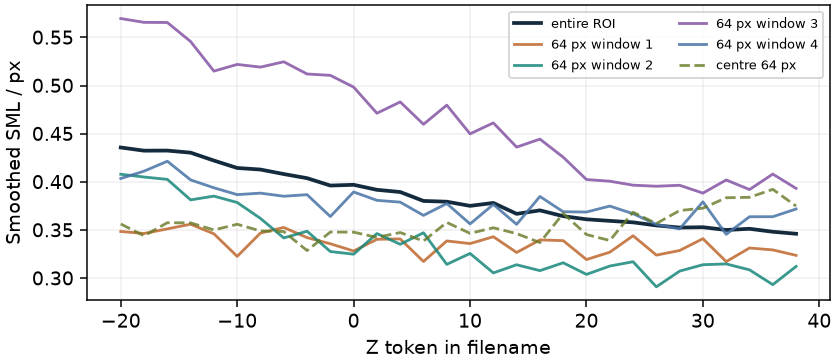 entire ROI
64 px window 1
64 px window 2
64 px window 3
64 px window 4
centre 64 px
Smoothed SML / px
0.55
0.50
0.45
0.40
0.35
0.30
−20
−10
0
10
20
30
40
Z token in filename